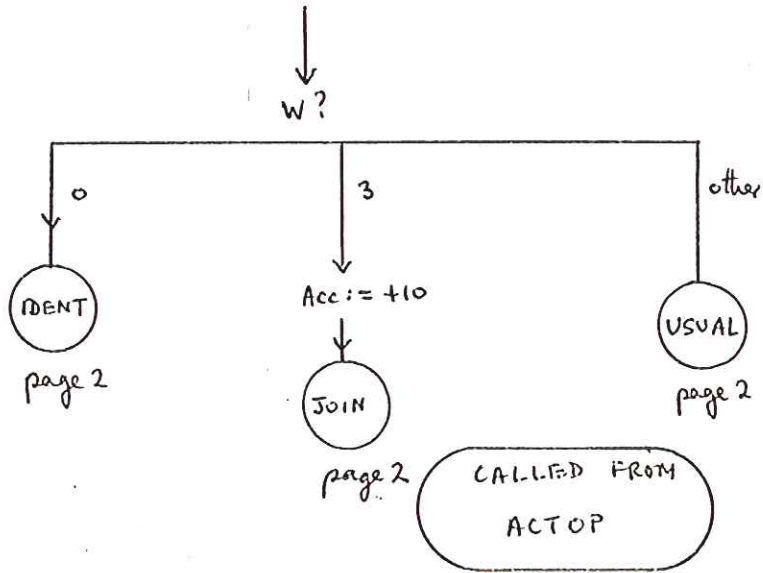 W?
0
3
other
IDENT
page 2
Acc := +10
JOIN
page 2
USUAL
page 2
CALLED FROM
ACTOP